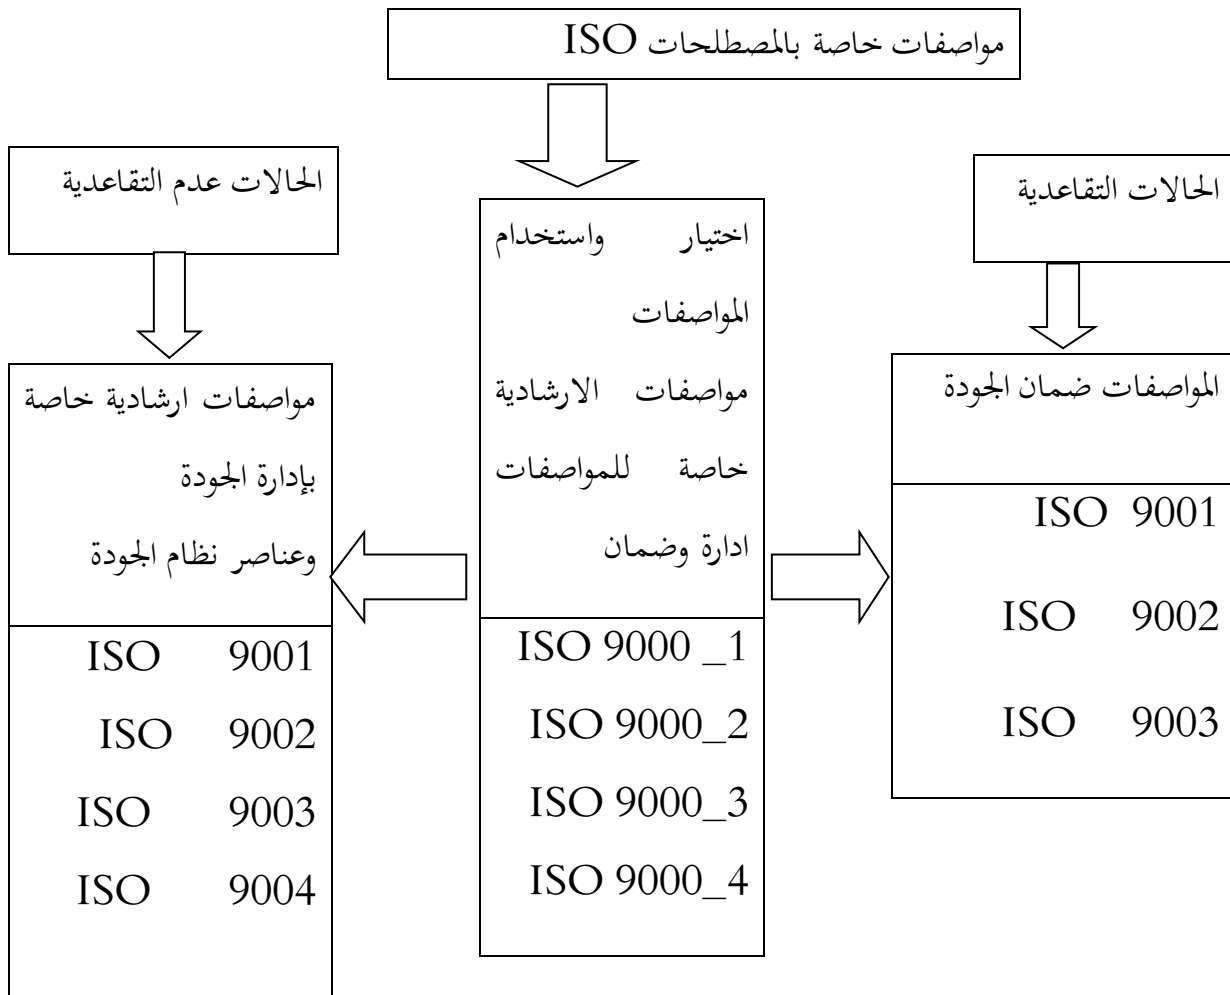 مواصفات خاصة بالمصطلحات ISO
الحالات التقاعدية
الحالات عدم التقاعدية
اختيار واستخدام
المواصفات
مواصفات الارشادية
خاصة للمواصفات
ادارة وضمان
ISO 9000 _1
ISO 9000_2
ISO 9000_3
ISO 9000_4
المواصفات ضمان الجودة
ISO 9001
ISO 9002
ISO 9003
مواصفات ارشادية خاصة
بإدارة الجودة
وعناصر نظام الجودة
ISO 9001
ISO 9002
ISO 9003
ISO 9004